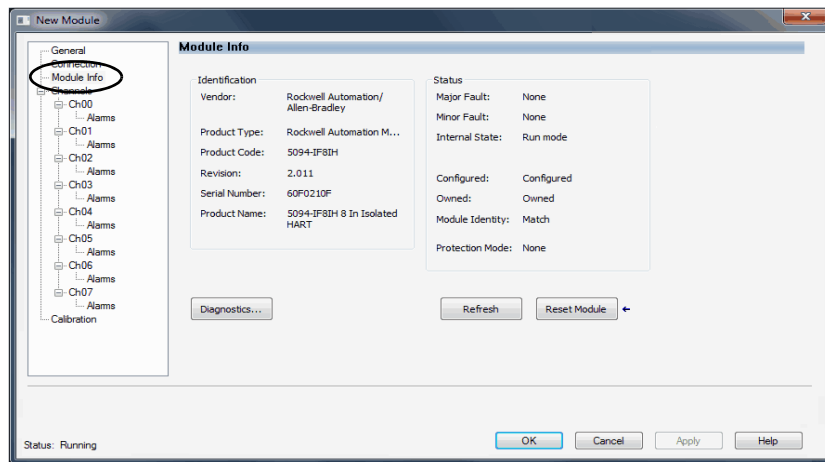 New Module
General
Connection
Module Info
Channels
Ch00
Alarms
Ch01
Alarms
Ch02
Alarms
Ch03
Alarms
Ch04
Alarms
Ch05
Alarms
Ch06
Alarms
Ch07
Alarms
Calibration
Module Info
Identification
Vendor: Rockwell Automation/
Allen-Bradley
Product Type: Rockwell Automation M...
Product Code: 5094-IF8IH
Revision: 2.011
Serial Number: 60F0210F
Product Name: 5094-IF8IH 8 In Isolated
HART
Status
Major Fault: None
Minor Fault: None
Internal State: Run mode
Configured: Configured
Owned: Owned
Module Identity: Match
Protection Mode: None
Diagnostics... Refresh Reset Module
Status: Running
OK Cancel Apply Help